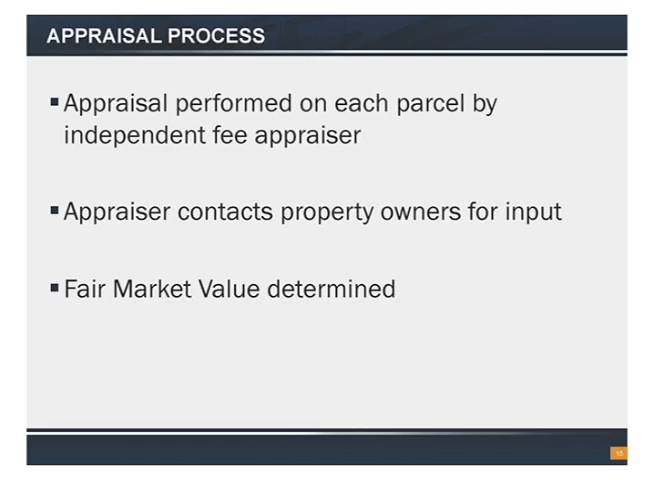 APPRAISAL PROCESS
▪ Appraisal performed on each parcel by
independent fee appraiser
▪ Appraiser contacts property owners for input
▪ Fair Market Value determined